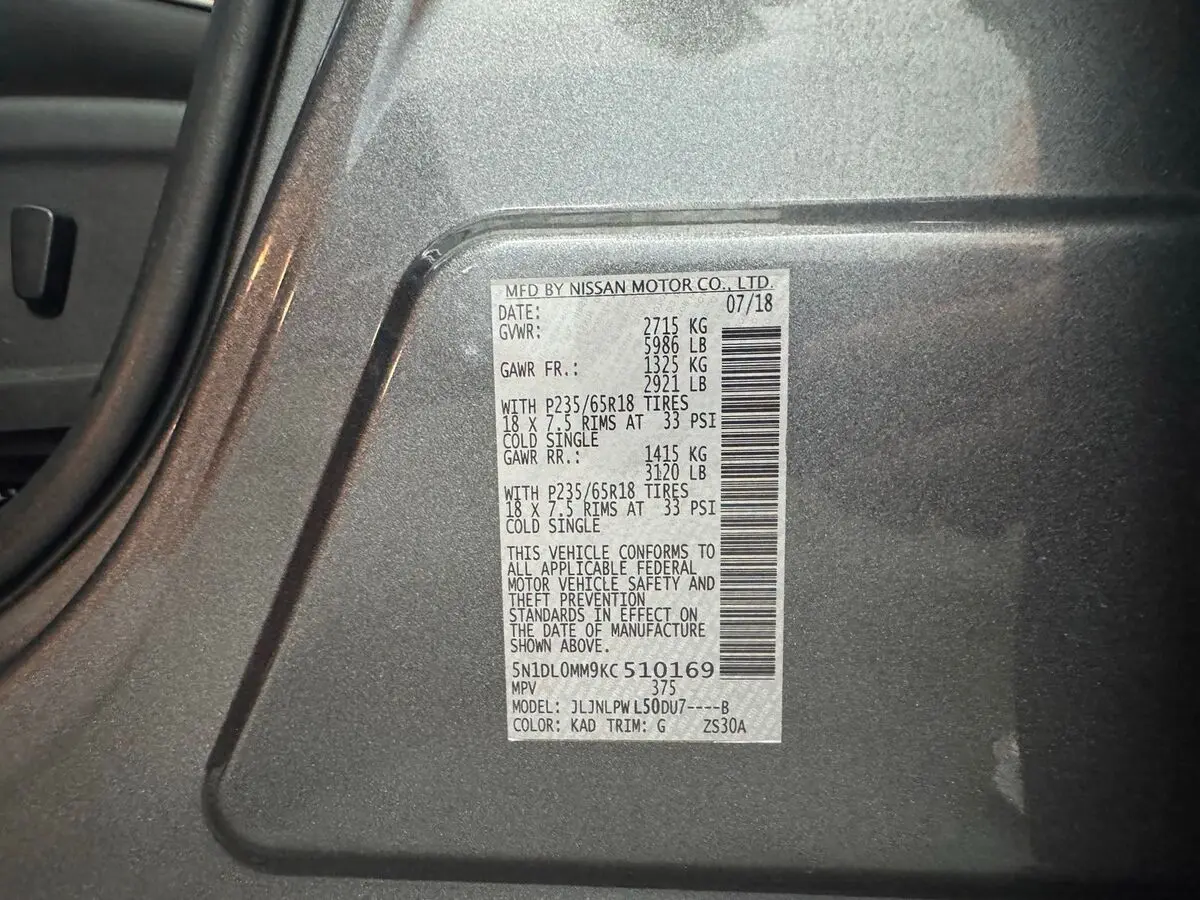 MFD BY NISSAN MOTOR CO., LTD.
DATE: 07/18
GVWR: 2715 KG
5986 LB
GAWR FR.: 1325 KG
2921 LB
WITH P235/65R18 TIRES
18 X 7.5 RIMS AT 33 PSI
COLD SINGLE
GAWR RR.: 1415 KG
3120 LB
WITH P235/65R18 TIRES
18 X 7.5 RIMS AT 33 PSI
COLD SINGLE
THIS VEHICLE CONFORMS TO
ALL APPLICABLE FEDERAL
MOTOR VEHICLE SAFETY AND
THEFT PREVENTION
STANDARDS IN EFFECT ON
THE DATE OF MANUFACTURE
SHOWN ABOVE.
5N1DL0MM9KC 510169
MPV 375
MODEL: JLJNLPW L50DU7----B
COLOR: KAD TRIM: G ZS30A